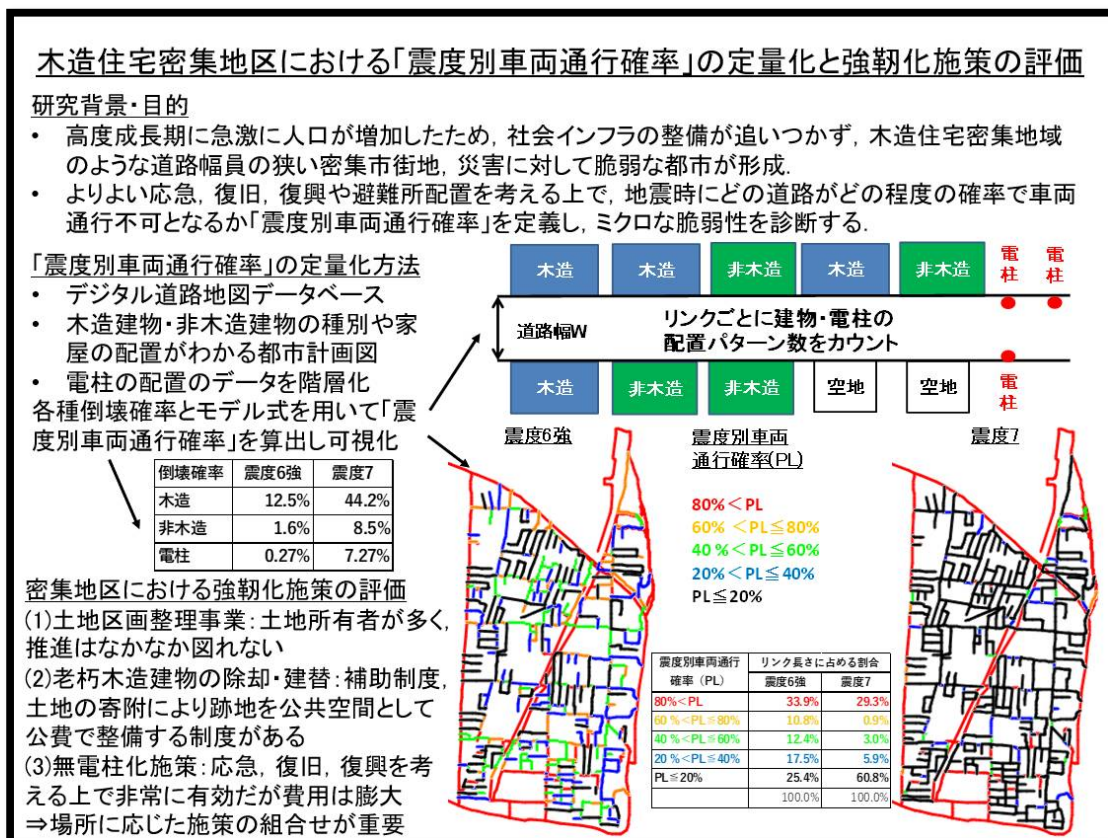 木造住宅密集地区における｢震度別車両通行確率｣の定量化と強靭化施策の評価
研究背景・目的
• 高度成長期に急激に人口が増加したため, 社会インフラの整備が追いつかず, 木造住宅密集地域
のような道路幅員の狭い密集市街地, 災害に対して脆弱な都市が形成.
• よりよい応急, 復旧, 復興や避難所配置を考える上で, 地震時にどの道路がどの程度の確率で車両
通行不可となるか｢震度別車両通行確率｣を定義し, ミクロな脆弱性を診断する.
｢震度別車両通行確率｣の定量化方法
• デジタル道路地図データベース
• 木造建物・非木造建物の種別や家
屋の配置がわかる都市計画図
• 電柱の配置のデータを階層化
各種倒壊確率とモデル式を用いて｢震
度別車両通行確率｣を算出し可視化
木造 木造 非木造 木造 非木造 電柱 電柱
道路幅W
リンクごとに建物・電柱の
配置パターン数をカウント
木造 非木造 非木造 空地 空地 電柱
倒壊確率 震度6強 震度7
木造 12.5% 44.2%
非木造 1.6% 8.5%
電柱 0.27% 7.27%
震度6強
震度別車両
通行確率(PL)
震度7
80%＜PL
60% ＜PL≦80%
40 %＜PL≦60%
20%＜PL≦40%
PL≦20%
密集地区における強靭化施策の評価
(1)土地区画整理事業:土地所有者が多く,
推進はなかなか図れない
(2)老朽木造建物の除却・建替:補助制度,
土地の寄附により跡地を公共空間として
公費で整備する制度がある
(3)無電柱化施策:応急, 復旧, 復興を考
える上で非常に有効だが費用は膨大
⇒場所に応じた施策の組合せが重要
震度別車両通行 リンク長さに占める割合
確率（PL） 震度6強 震度7
80%＜PL 33.9% 29.3%
60 %＜PL≦80% 10.8% 0.9%
40 %＜PL≦60% 12.4% 3.0%
20 %＜PL≦40% 17.5% 5.9%
PL≦20% 25.4% 60.8%
100.0% 100.0%